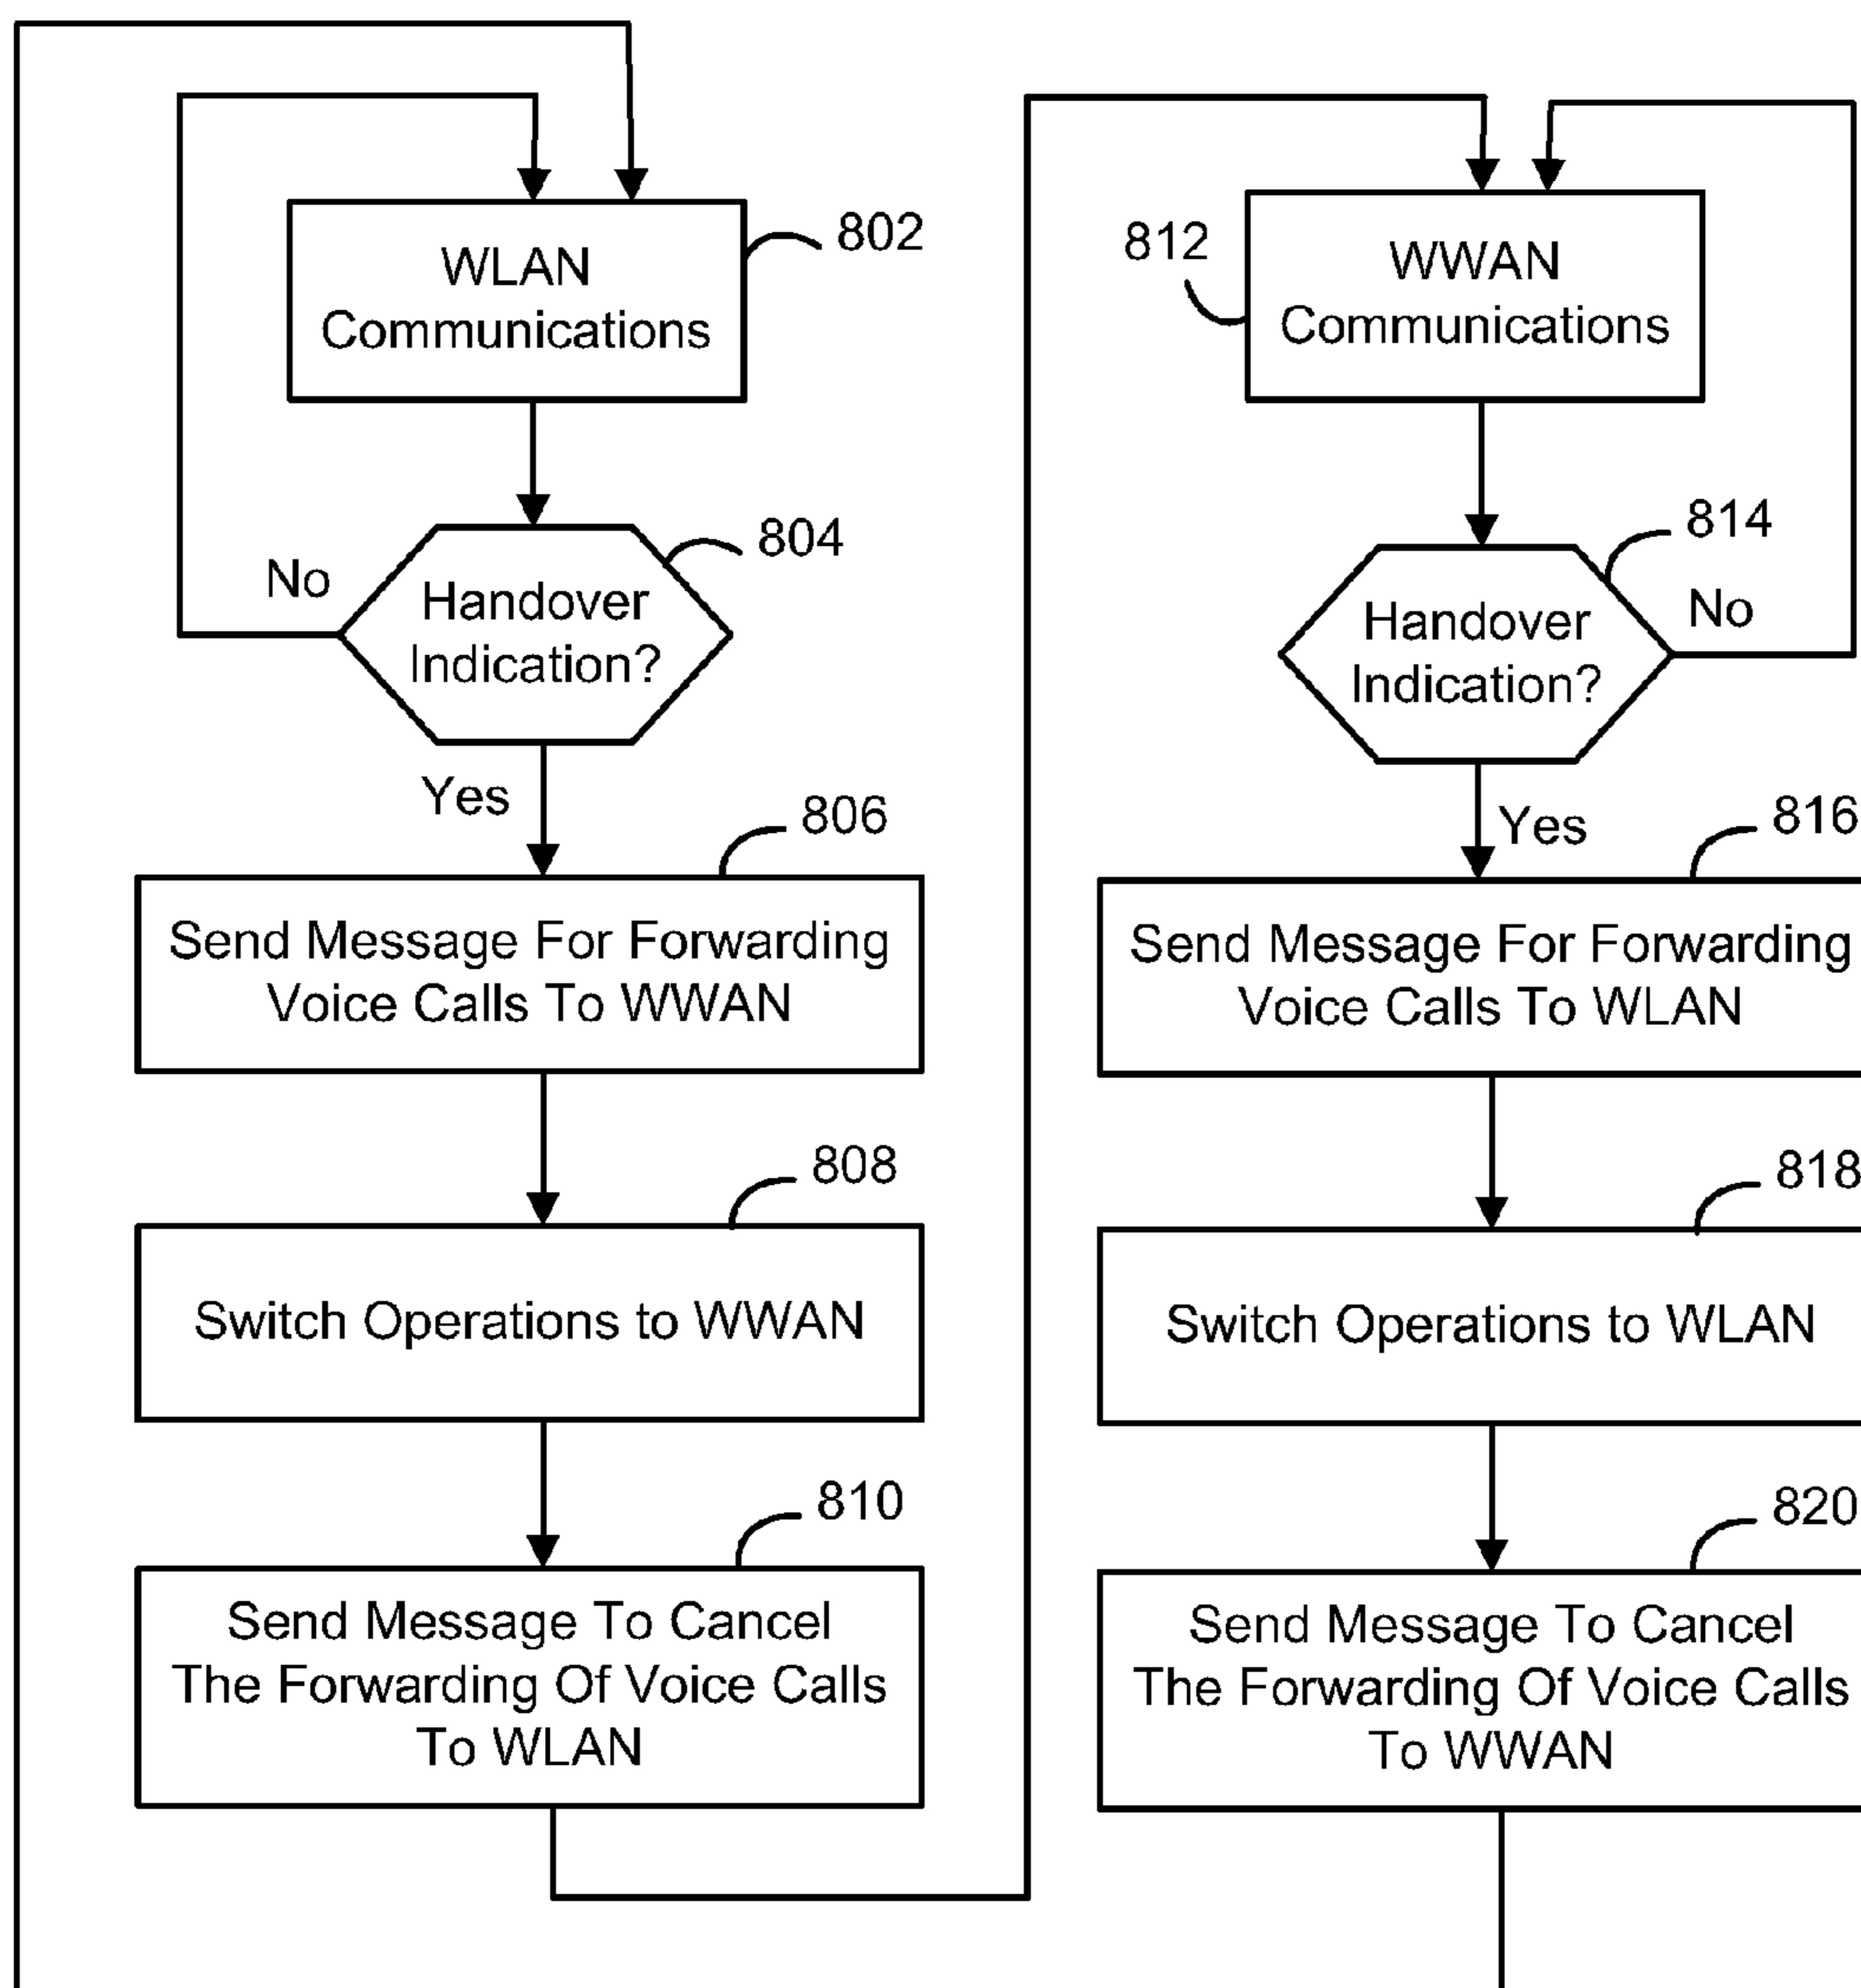 802
WLAN
Communications
804
No
Handover
Indication?
Yes
806
Send Message For Forwarding
Voice Calls To WWAN
808
Switch Operations to WWAN
810
Send Message To Cancel
The Forwarding Of Voice Calls
To WLAN
812
WWAN
Communications
814
No
Handover
Indication?
Yes
816
Send Message For Forwarding
Voice Calls To WLAN
818
Switch Operations to WLAN
820
Send Message To Cancel
The Forwarding Of Voice Calls
To WWAN